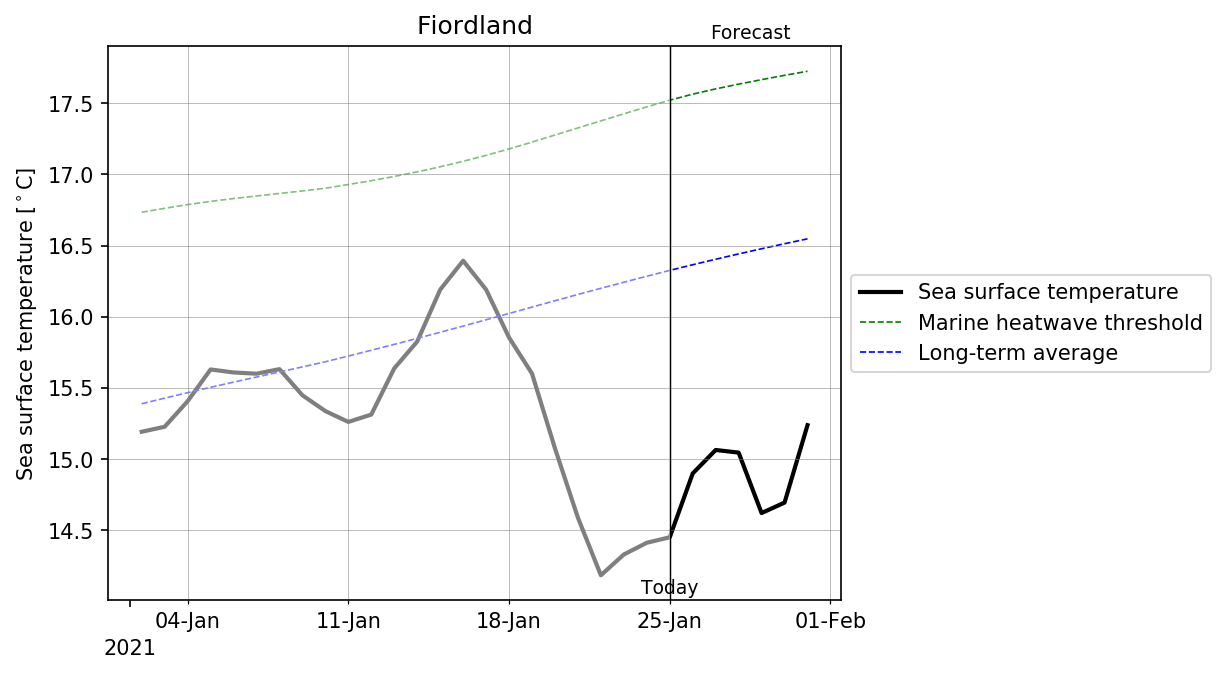 Fiordland
Forecast
Sea surface temperature [°C]
17.5
17.0
16.5
16.0
15.5
15.0
14.5
Today
04-Jan
11-Jan
18-Jan
25-Jan
01-Feb
2021
Sea surface temperature
Marine heatwave threshold
Long-term average